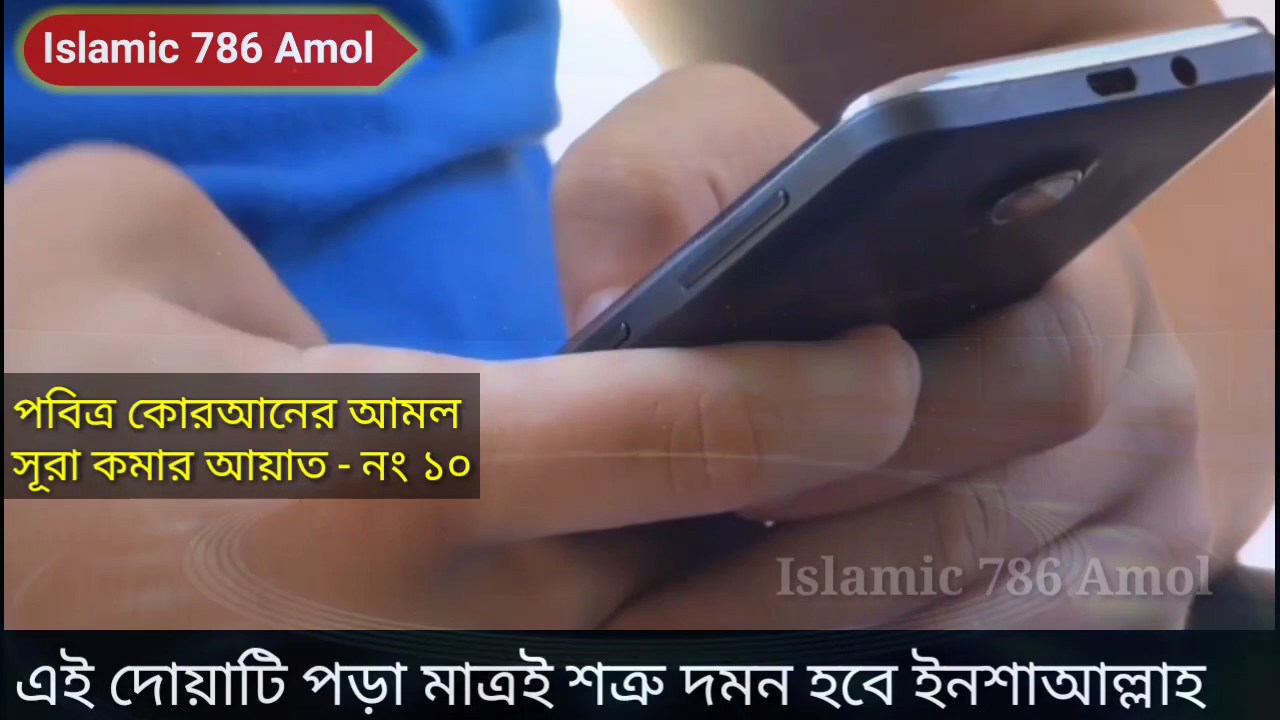 Islamic 786 Amol
পবিত্র কোরআনের আমল
সূরা কমার আয়াত - নং ১০
Islamic 786 Amol
এই দোয়াটি পড়া মাত্রই শত্রু দমন হবে ইনশাআল্লাহ